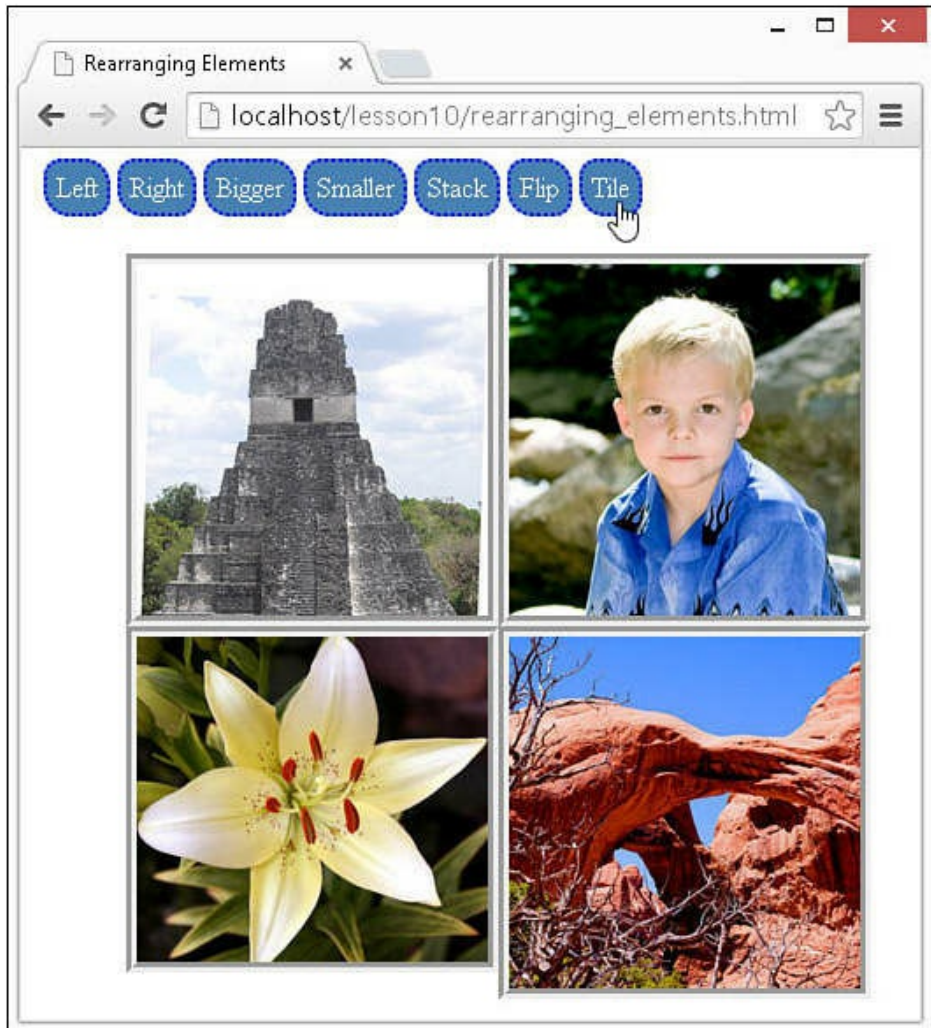 Rearranging Elements
localhost/lesson10/rearranging_elements.html
Left Right Bigger Smaller Stack Flip Tile